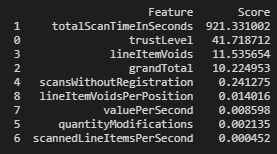 Feature Score
1 totalScanTimeInSeconds 921.331002
0 trustLevel 41.718712
3 lineItemVoids 11.535654
2 grandTotal 10.224953
4 scansWithoutRegistration 0.241275
8 lineItemVoidsPerPosition 0.014016
7 valuePerSecond 0.008598
5 quantityModifications 0.002135
6 scannedLineItemsPerSecond 0.000452